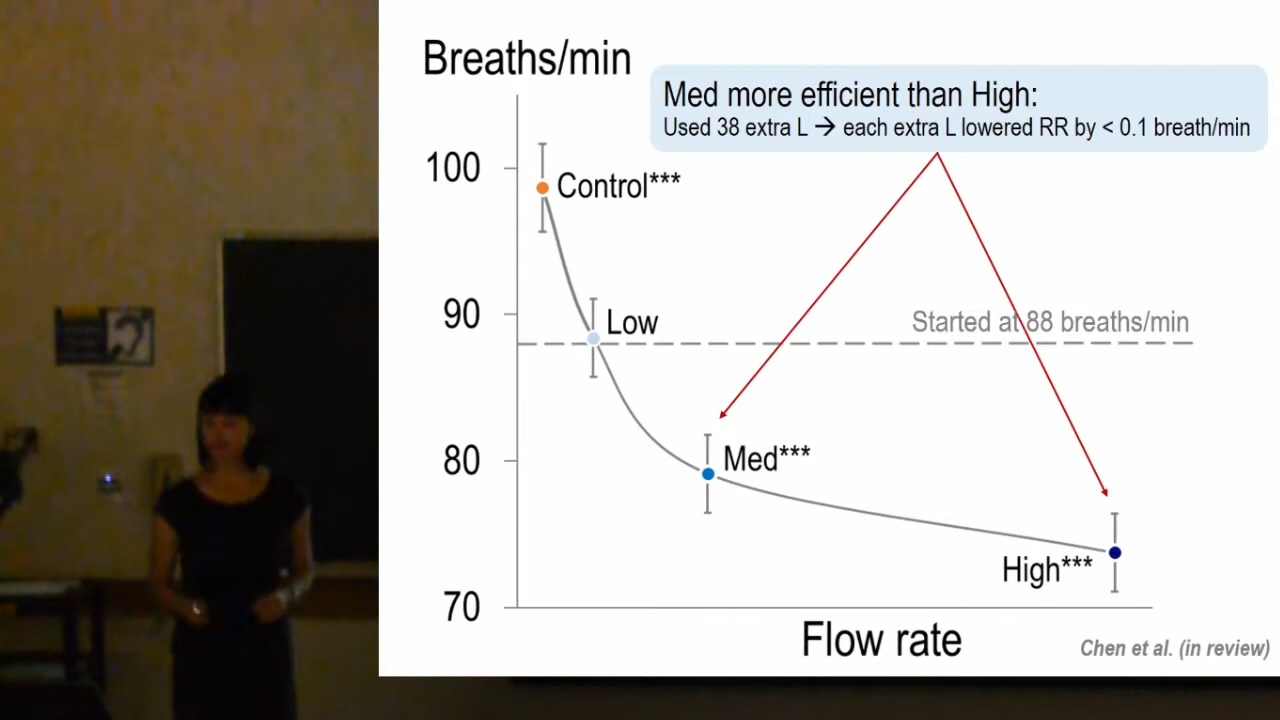 Breaths/min
Med more efficient than High:
Used 38 extra L → each extra L lowered RR by < 0.1 breath/min
100
Control***
90
Low
Started at 88 breaths/min
80
Med***
High***
70
Flow rate
Chen et al. (in review)